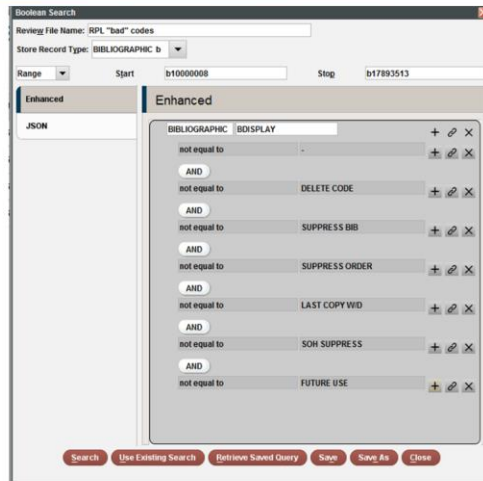 Boolean Search
Review File Name: RPL "bad" codes
Store Record Type: BIBLIOGRAPHIC b
Range Start b10000008 Stop b17893513
Enhanced
JSON
Enhanced
BIBLIOGRAPHIC BDISPLAY
not equal to -
AND
not equal to DELETE CODE
AND
not equal to SUPPRESS BIB
AND
not equal to SUPPRESS ORDER
AND
not equal to LAST COPY W/D
AND
not equal to SOH SUPPRESS
AND
not equal to FUTURE USE
Search Use Existing Search Retrieve Saved Query Save Save As Close